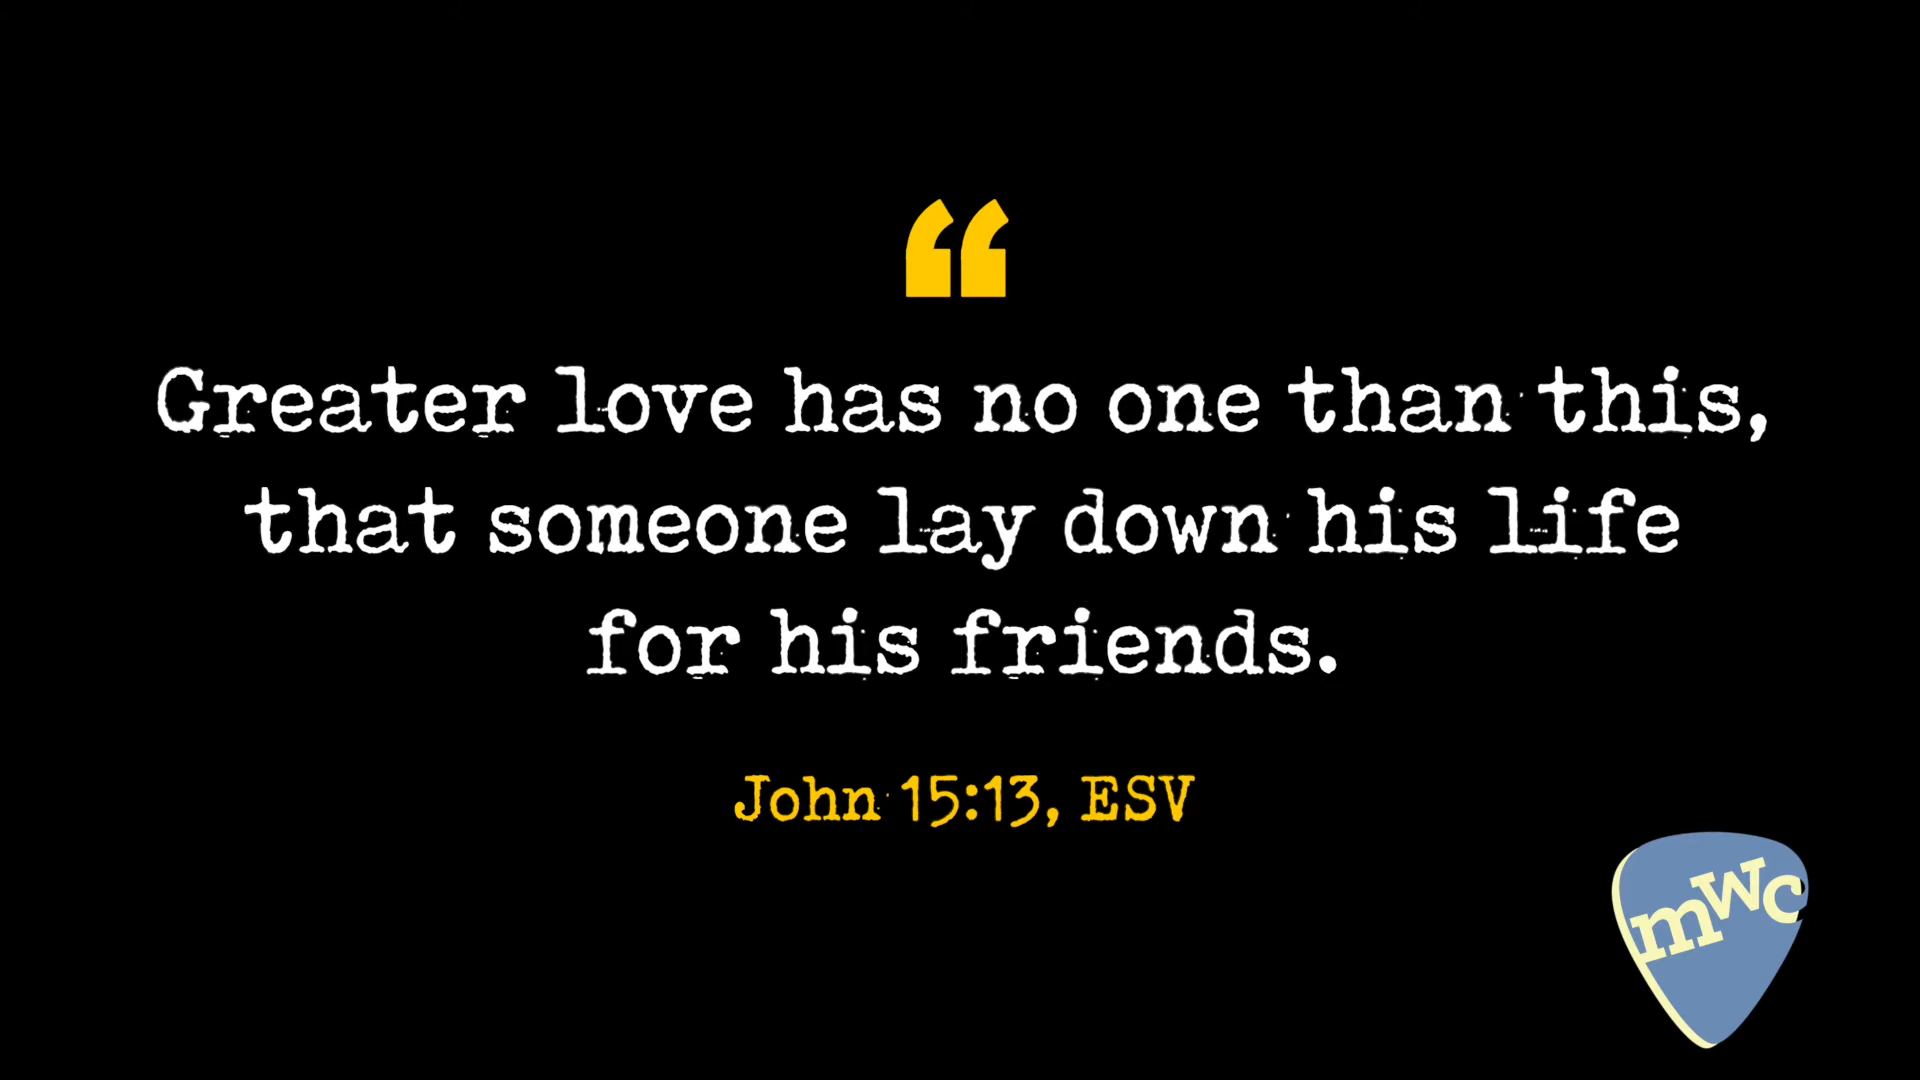 “
Greater love has no one than this,
that someone lay down his life
for his friends.
John 15:13, ESV
mwc